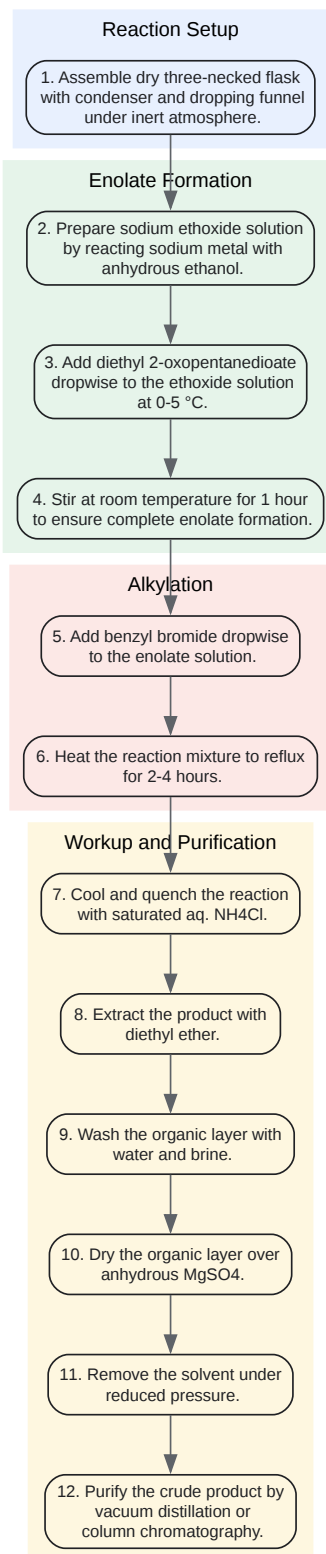 Reaction Setup
1. Assemble dry three-necked flask
with condenser and dropping funnel
under inert atmosphere.
Enolate Formation
2. Prepare sodium ethoxide solution
by reacting sodium metal with
anhydrous ethanol.
3. Add diethyl 2-oxopentanedioate
dropwise to the ethoxide solution
at 0-5 °C.
4. Stir at room temperature for 1 hour
to ensure complete enolate formation.
Alkylation
5. Add benzyl bromide dropwise
to the enolate solution.
6. Heat the reaction mixture to reflux
for 2-4 hours.
Workup and Purification
7. Cool and quench the reaction
with saturated aq. NH4Cl.
8. Extract the product with
diethyl ether.
9. Wash the organic layer with
water and brine.
10. Dry the organic layer over
anhydrous MgSO4.
11. Remove the solvent under
reduced pressure.
12. Purify the crude product by
vacuum distillation or
column chromatography.